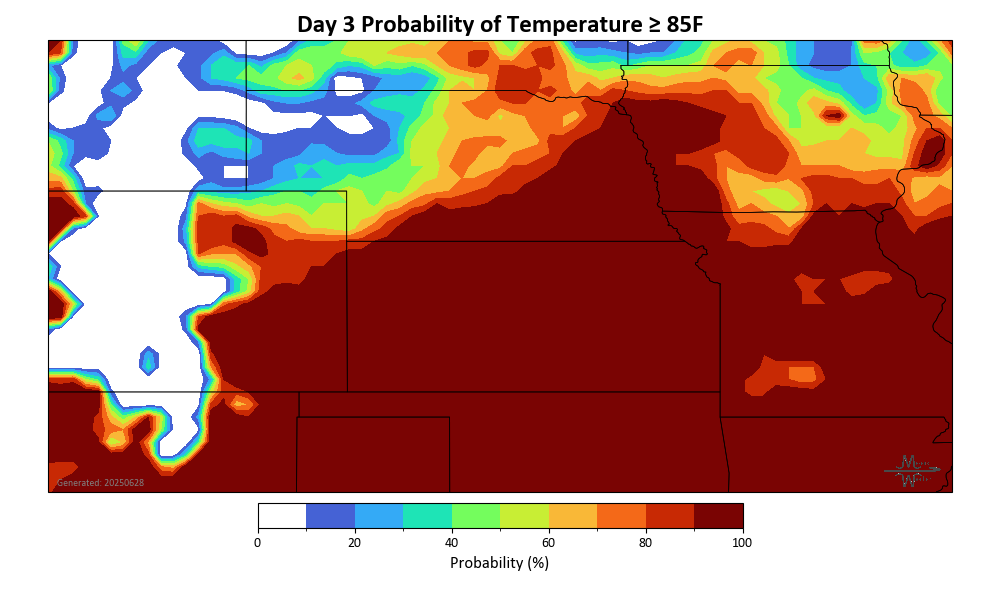 Day 3 Probability of Temperature ≥ 85F
Generated: 20250628
0 20 40 60 80 100
Probability (%)